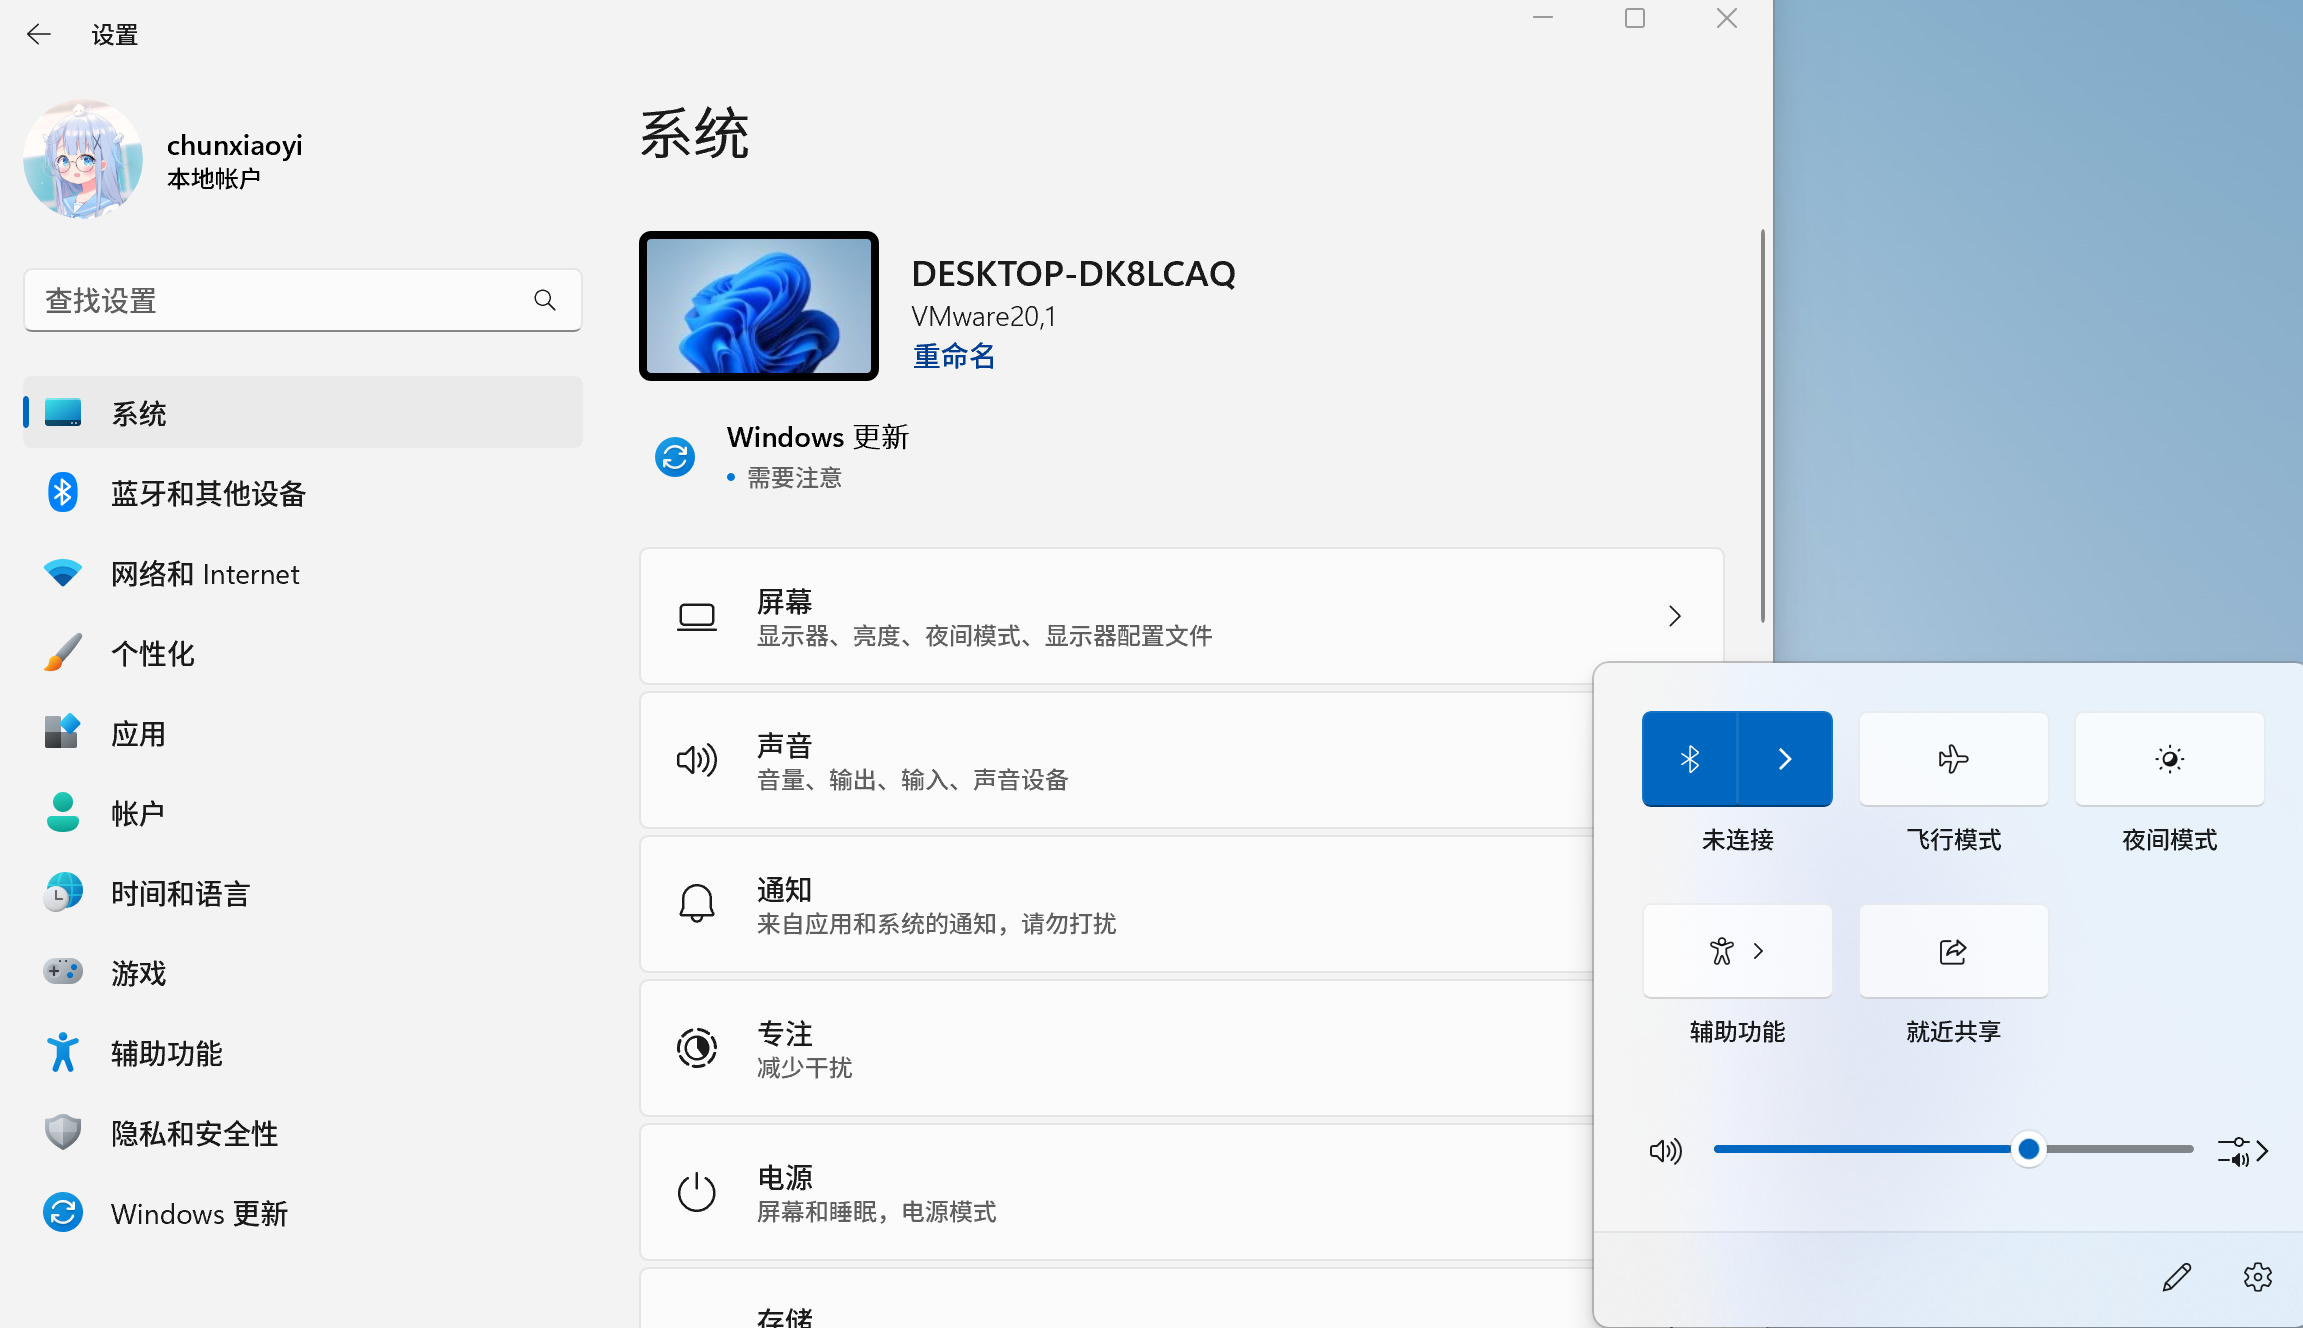 设置
chunxiaoyi
本地帐户
查找设置
系统
蓝牙和其他设备
网络和 Internet
个性化
应用
帐户
时间和语言
游戏
辅助功能
隐私和安全性
Windows 更新
系统
DESKTOP-DK8LCAQ
VMware20,1
重命名
Windows 更新
需要注意
屏幕
显示器、亮度、夜间模式、显示器配置文件
声音
音量、输出、输入、声音设备
通知
来自应用和系统的通知，请勿打扰
专注
减少干扰
电源
屏幕和睡眠，电源模式
存储
未连接
飞行模式
夜间模式
辅助功能
就近共享